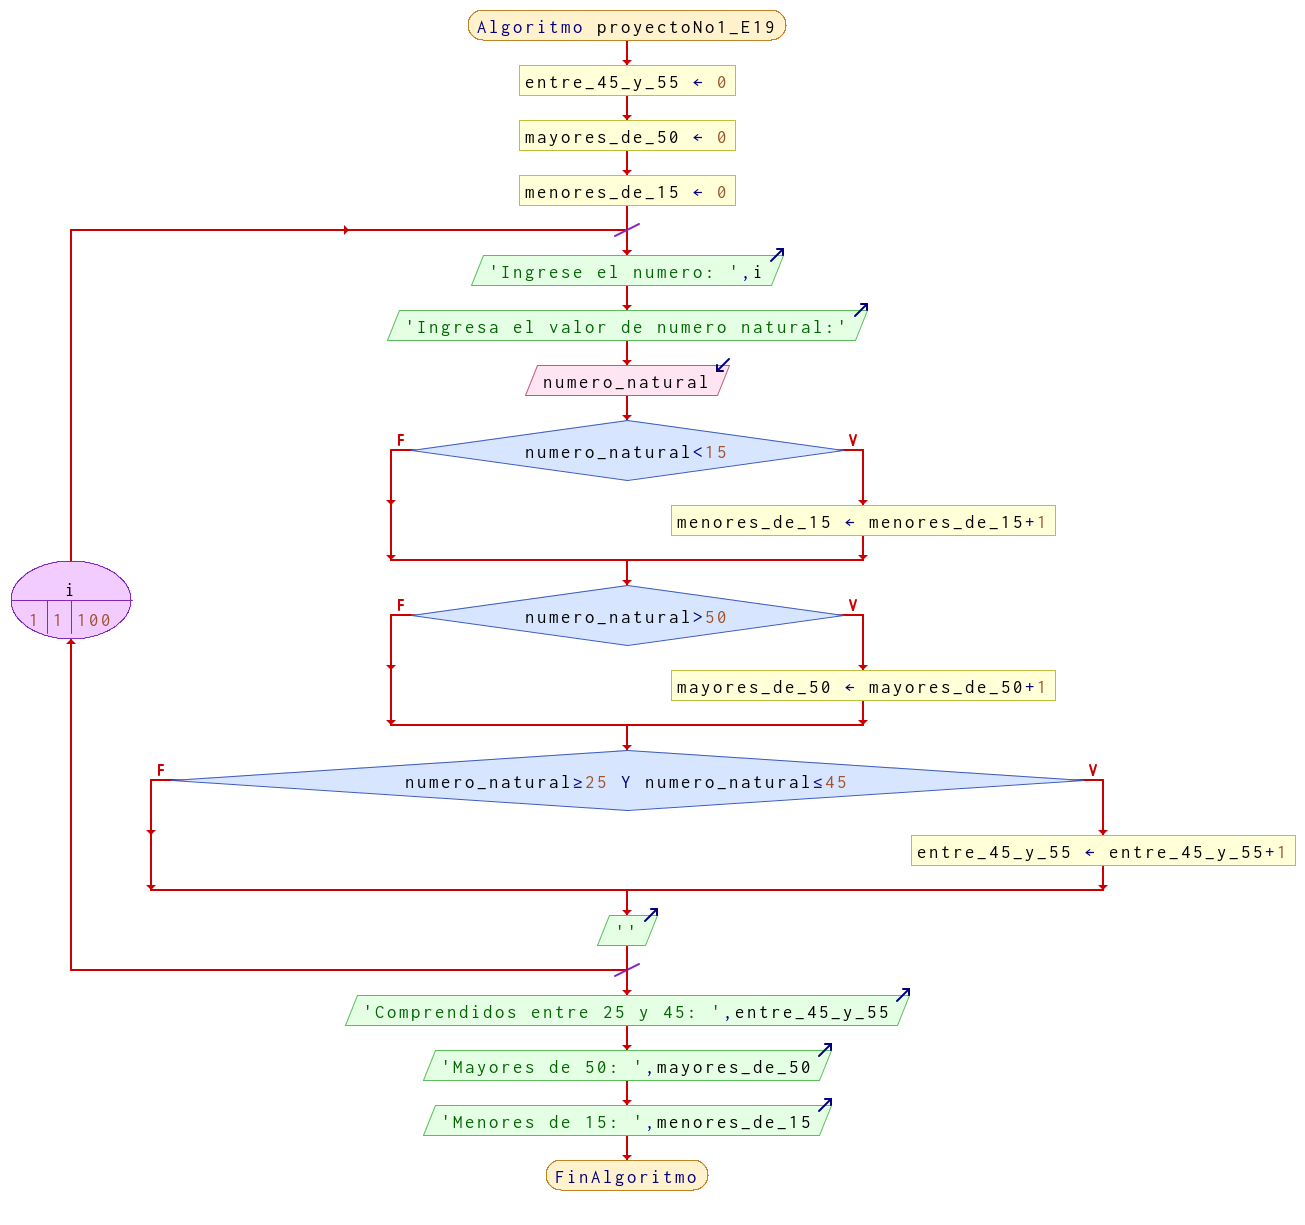 Algoritmo proyectoNo1_E19
entre_45_y_55 ← 0
mayores_de_50 ← 0
menores_de_15 ← 0
'Ingrese el numero: ',i
'Ingresa el valor de numero natural:'
numero_natural
F
V
numero_natural<15
menores_de_15 ← menores_de_15+1
i
1 1 100
F
V
numero_natural>50
mayores_de_50 ← mayores_de_50+1
F
V
numero_natural≥25 Y numero_natural≤45
entre_45_y_55 ← entre_45_y_55+1
''
'Comprendidos entre 25 y 45: ',entre_45_y_55
'Mayores de 50: ',mayores_de_50
'Menores de 15: ',menores_de_15
FinAlgoritmo